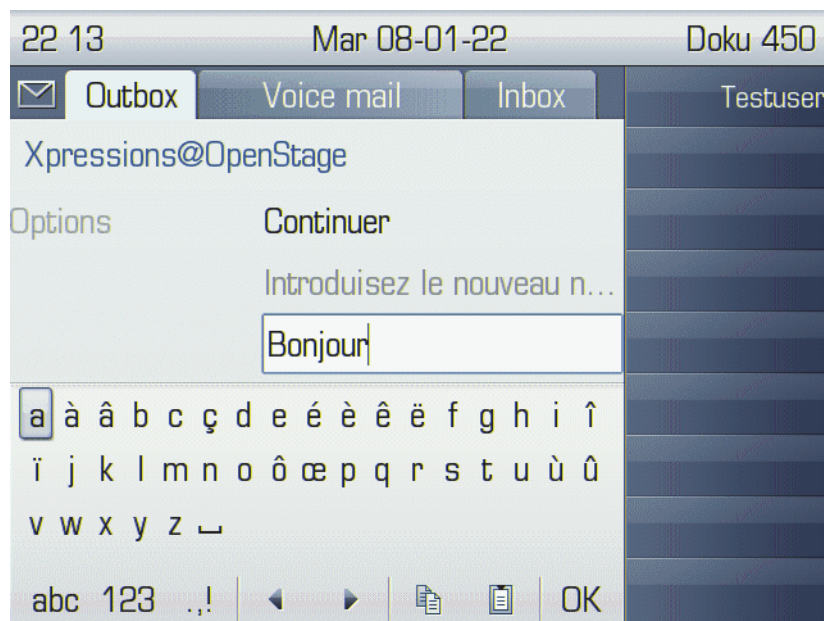 22 13 Mar 08-01-22 Doku 450
Outbox Voice mail Inbox Testuser
Xpressions@OpenStage
Options Continuer
Introduisez le nouveau n...
Bonjour
a à â b c ç d e é è ê ë f g h i î
ï j k l m n o ô œ p q r s t u ù û
v w x y z ⎵
abc 123 .,! OK